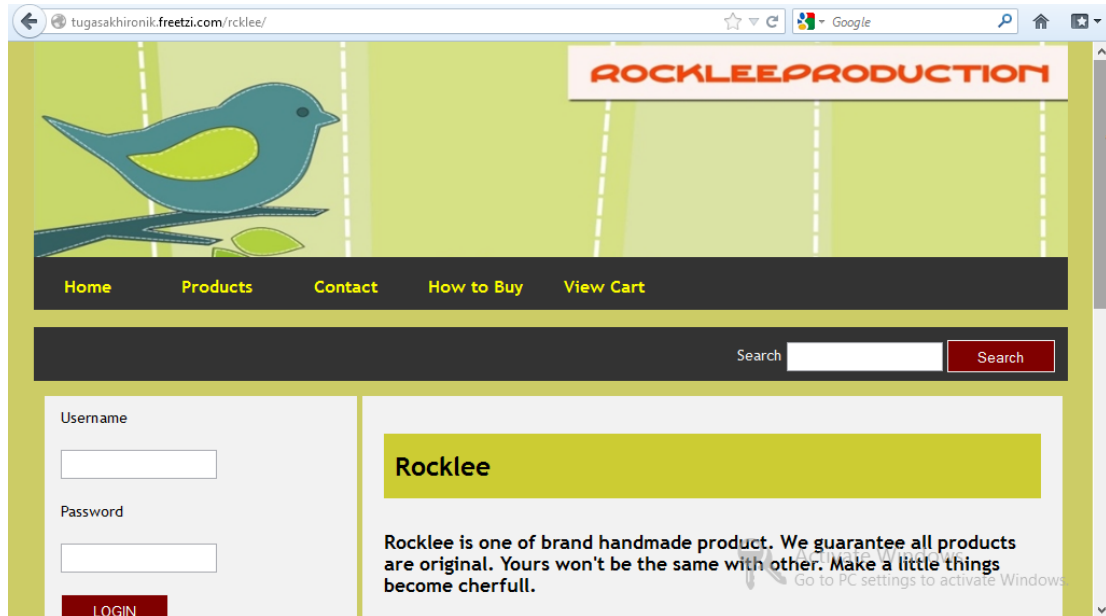 tugasakhironik.freetzi.com/rcklee/
Google
ROCKLEEPRODUCTION
Home Products Contact How to Buy View Cart
Search Search
Username
Password
LOGIN
Rocklee
Rocklee is one of brand handmade product. We guarantee all products
are original. Yours won't be the same with other. Make a little things
become cherfull.
Activate Windows
Go to PC settings to activate Windows.